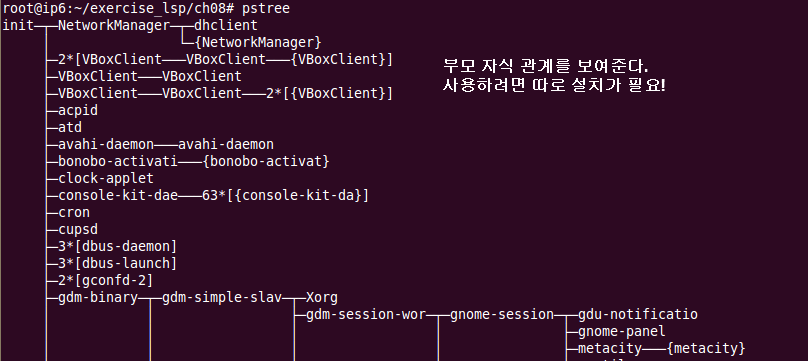 root@ip6:~/exercise_lsp/ch08# pstree
init─┬─NetworkManager─┬─dhclient
     │                └─{NetworkManager}
     ├─2*[VBoxClient───VBoxClient───{VBoxClient}]
     ├─VBoxClient───VBoxClient
     ├─VBoxClient───VBoxClient───2*[{VBoxClient}]
부모 자식 관계를 보여준다.
사용하려면 따로 설치가 필요!
     ├─acpid
     ├─atd
     ├─avahi-daemon───avahi-daemon
     ├─bonobo-activati───{bonobo-activat}
     ├─clock-applet
     ├─console-kit-dae───63*[{console-kit-da}]
     ├─cron
     ├─cupsd
     ├─3*[dbus-daemon]
     ├─3*[dbus-launch]
     ├─2*[gconfd-2]
     ├─gdm-binary─┬─gdm-simple-slav─┬─Xorg
     │            │                 ├─gdm-session-wor─┬─gnome-session─┬─gdu-notificatio
     │            │                 │                 │               ├─gnome-panel
     │            │                 │                 │               ├─metacity───{metacity}